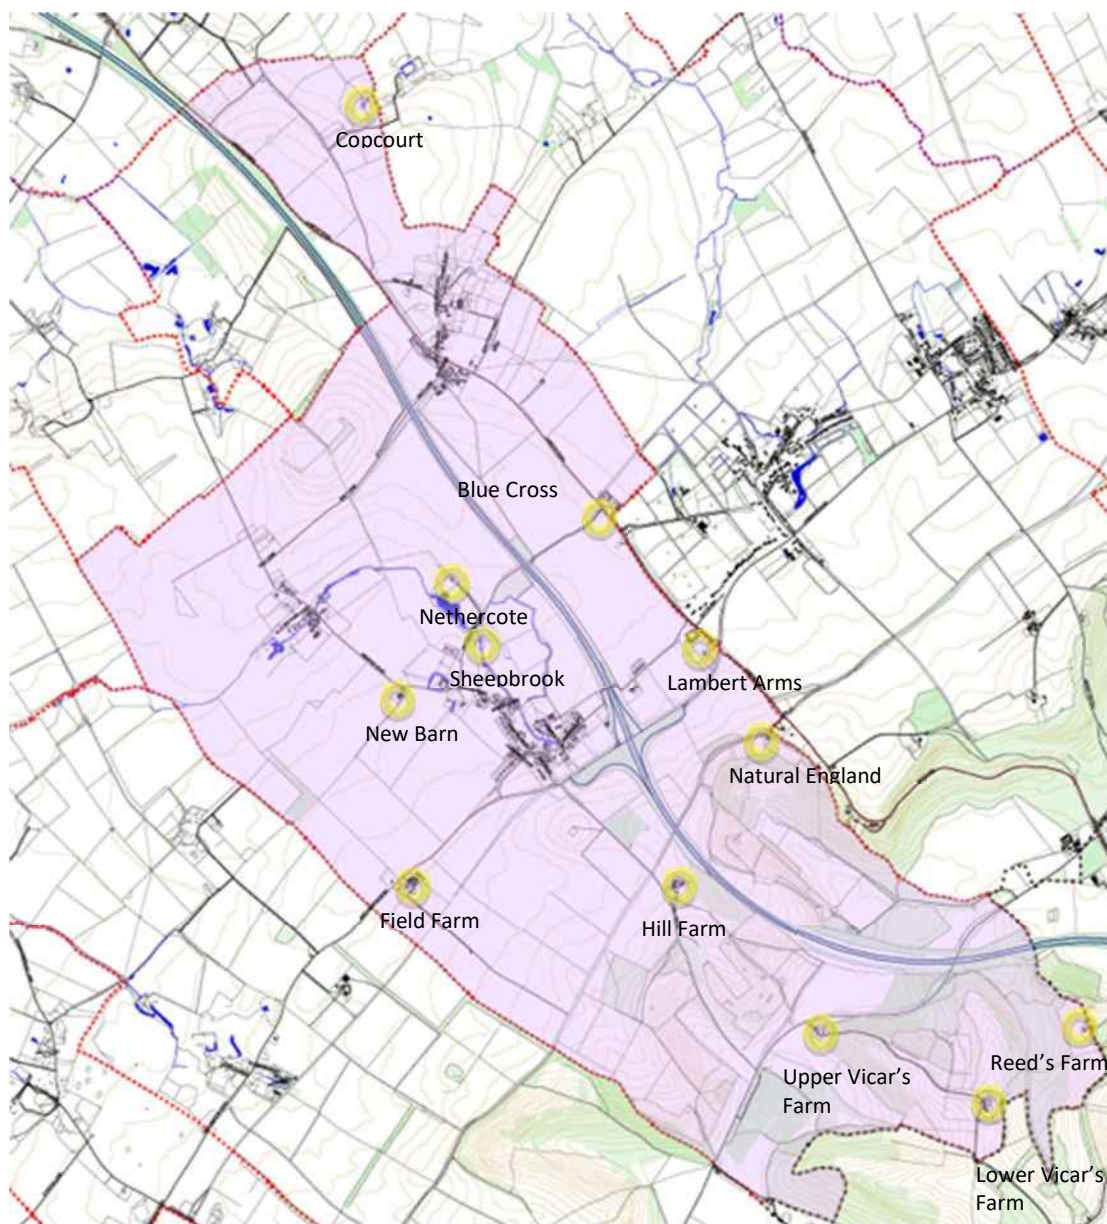 Copcourt
Blue Cross
Nethercote
Sheepbrook
Lambert Arms
New Barn
Natural England
Field Farm
Hill Farm
Reed's Farm
Upper Vicar's
Farm
Lower Vicar's
Farm